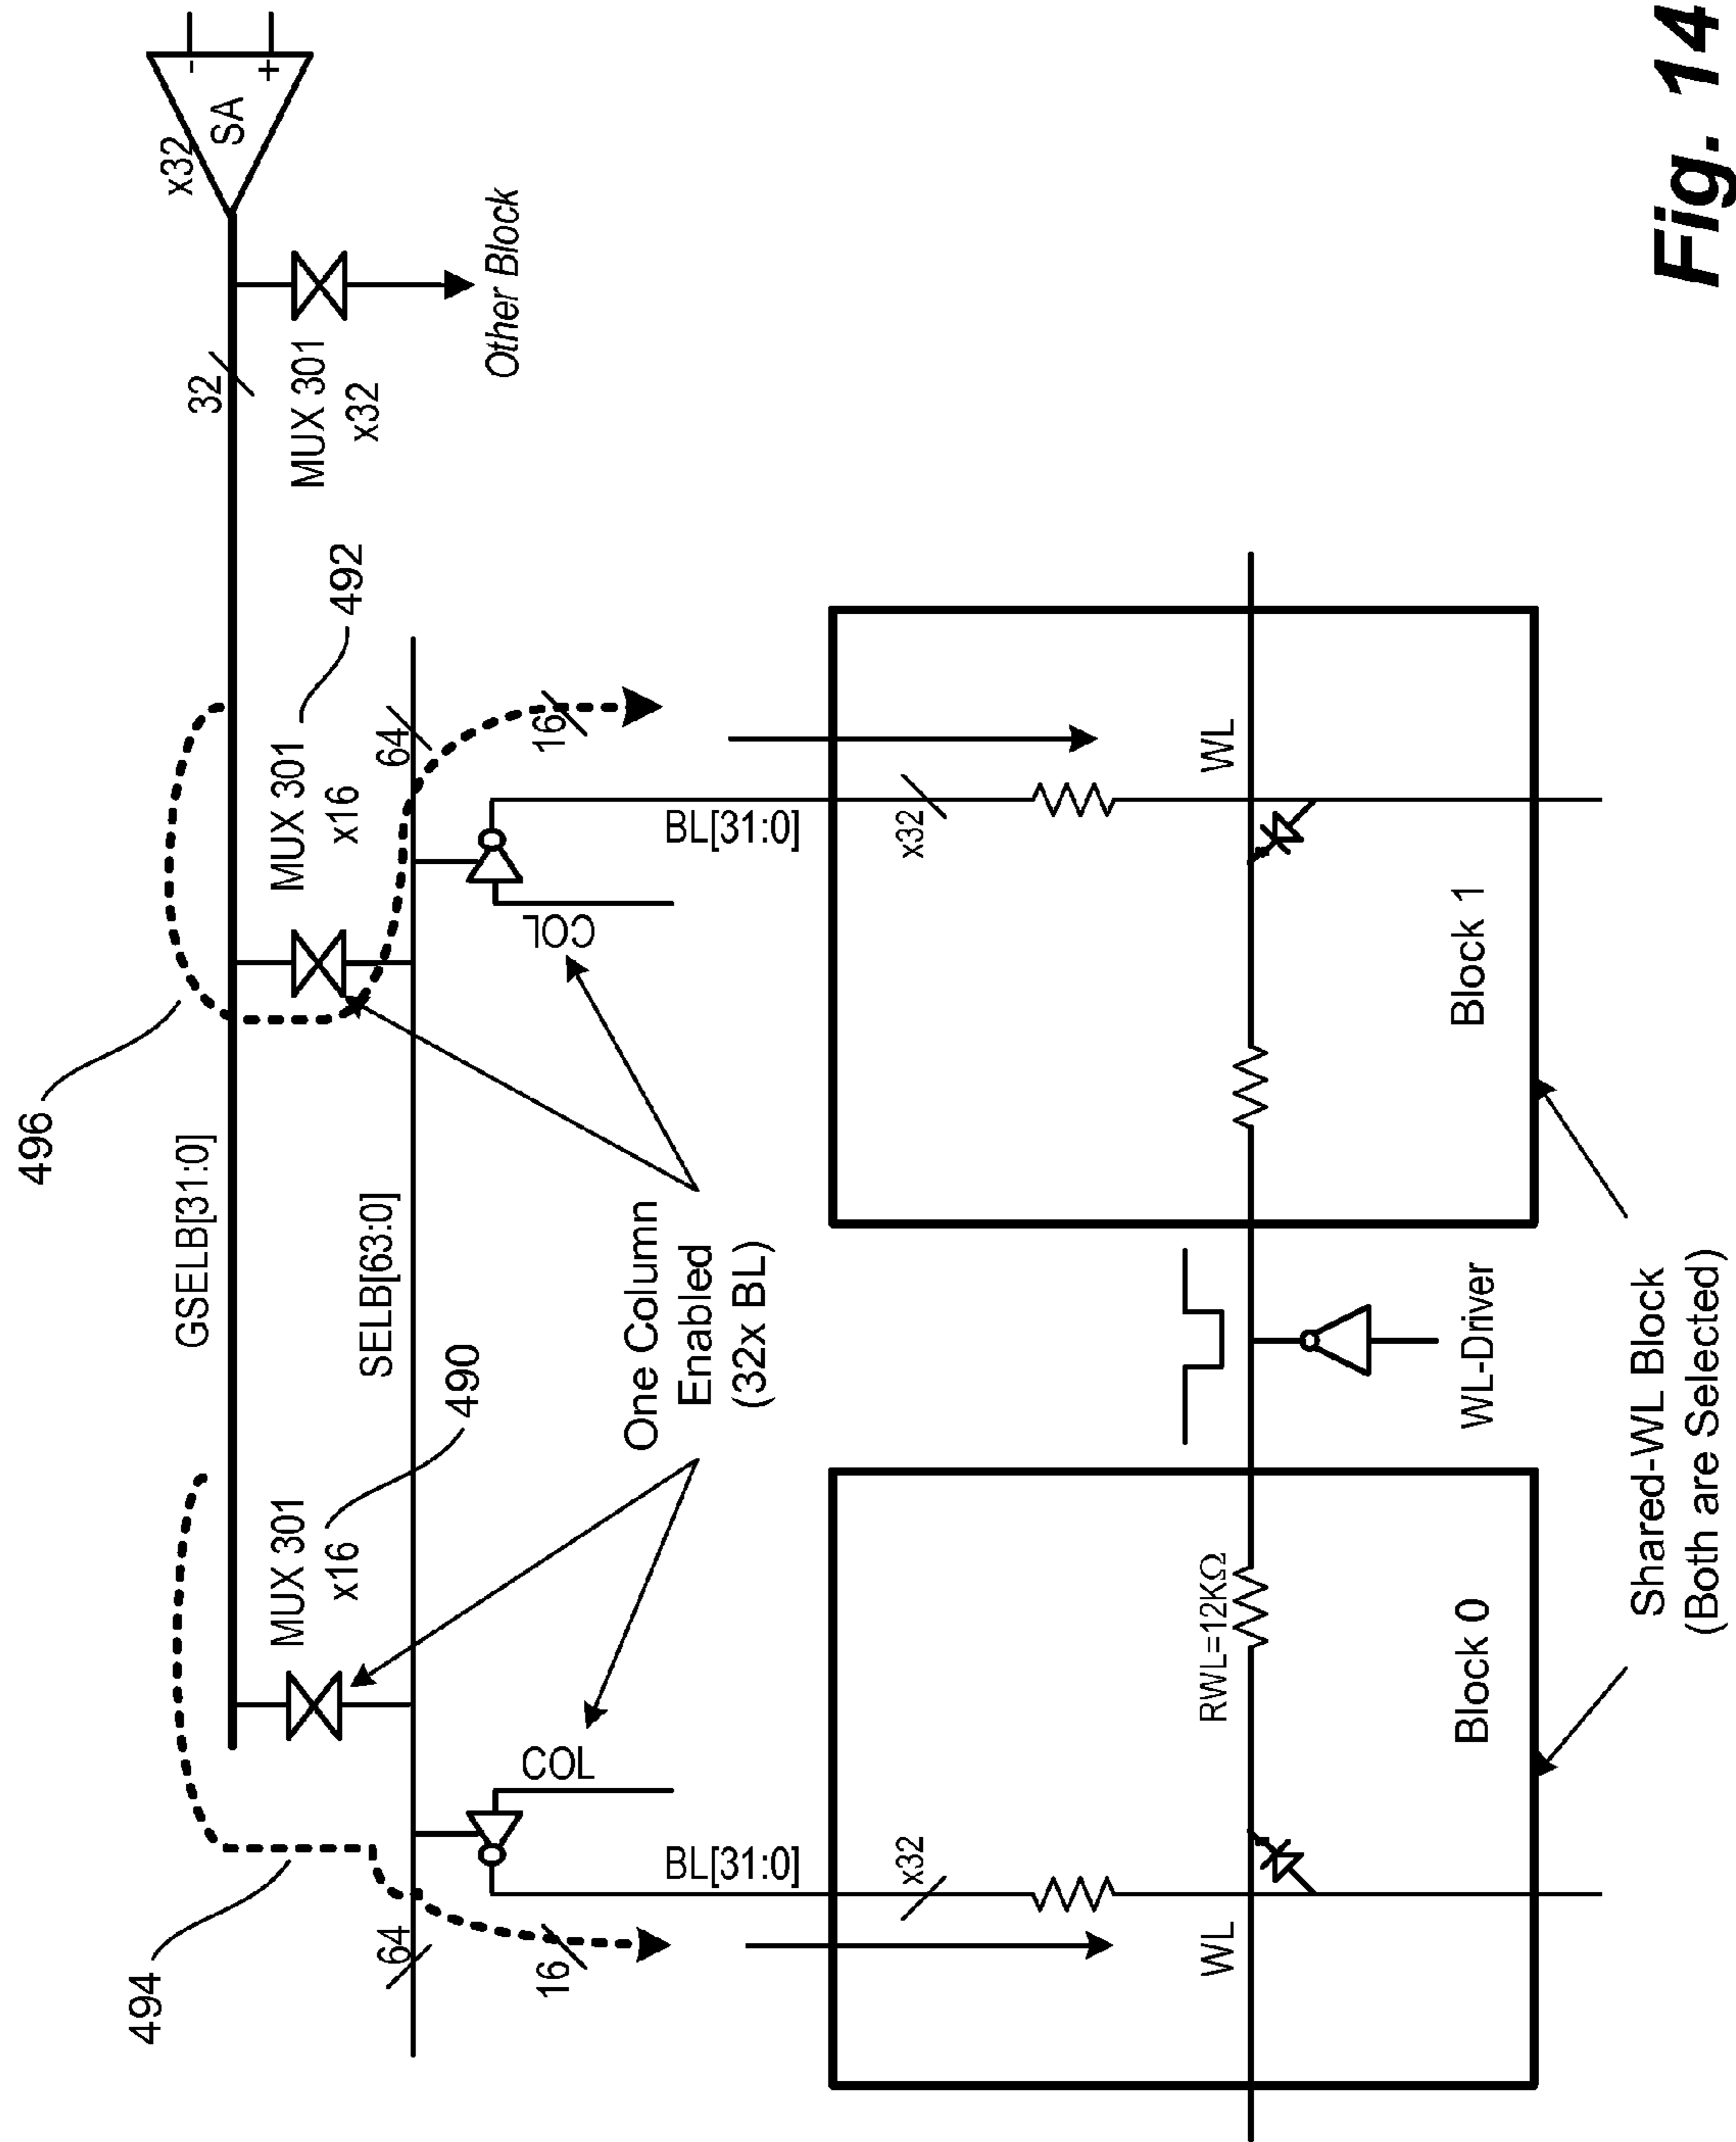 496
494
GSELB[31:0]
32
x32
SA
-
+
MUX 301
x16
490
MUX 301
x16
492
MUX 301
x32
Other Block
SELB[63:0]
64
64
16
16
COL
COL
One Column
Enabled
(32x BL)
BL[31:0]
BL[31:0]
x32
x32
WL
RWL=12KΩ
WL
Block 0
Block 1
WL-Driver
Shared-WL Block
(Both are Selected)
Fig. 14